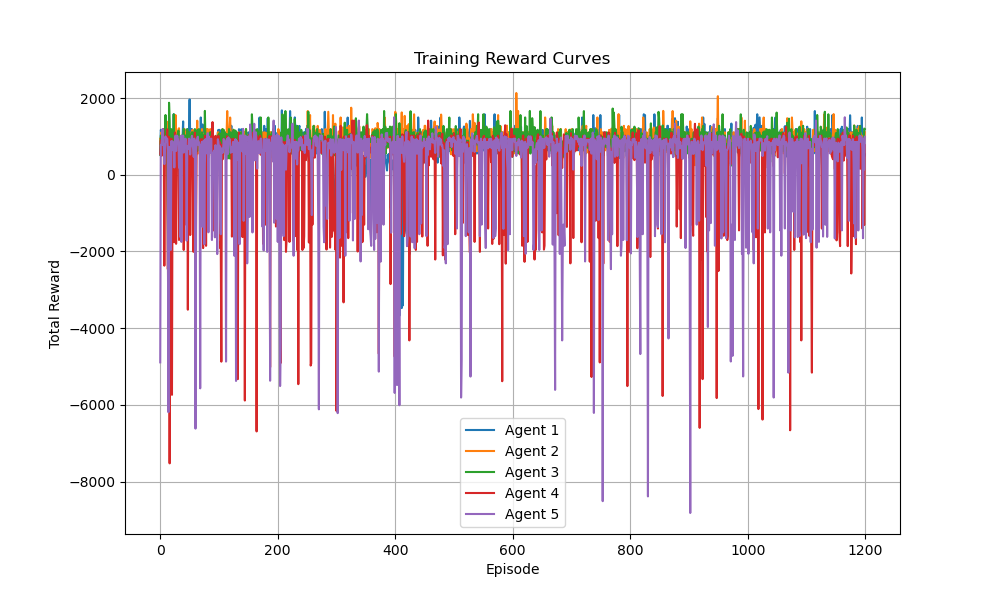 Training Reward Curves
Total Reward
2000
0
−2000
−4000
−6000
−8000
Agent 1
Agent 2
Agent 3
Agent 4
Agent 5
0 200 400 600 800 1000 1200
Episode